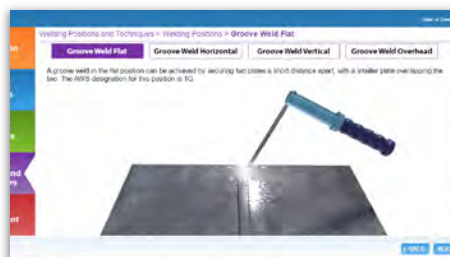 Welding Positions and Techniques > Welding Positions > Groove Weld Flat
Groove Weld Flat Groove Weld Horizontal Groove Weld Vertical Groove Weld Overhead
A groove weld in the flat position can be achieved by securing two plates a short distance apart, with a smaller plate overlapping the
two. The AWS designation for this position is 1G.
BACK